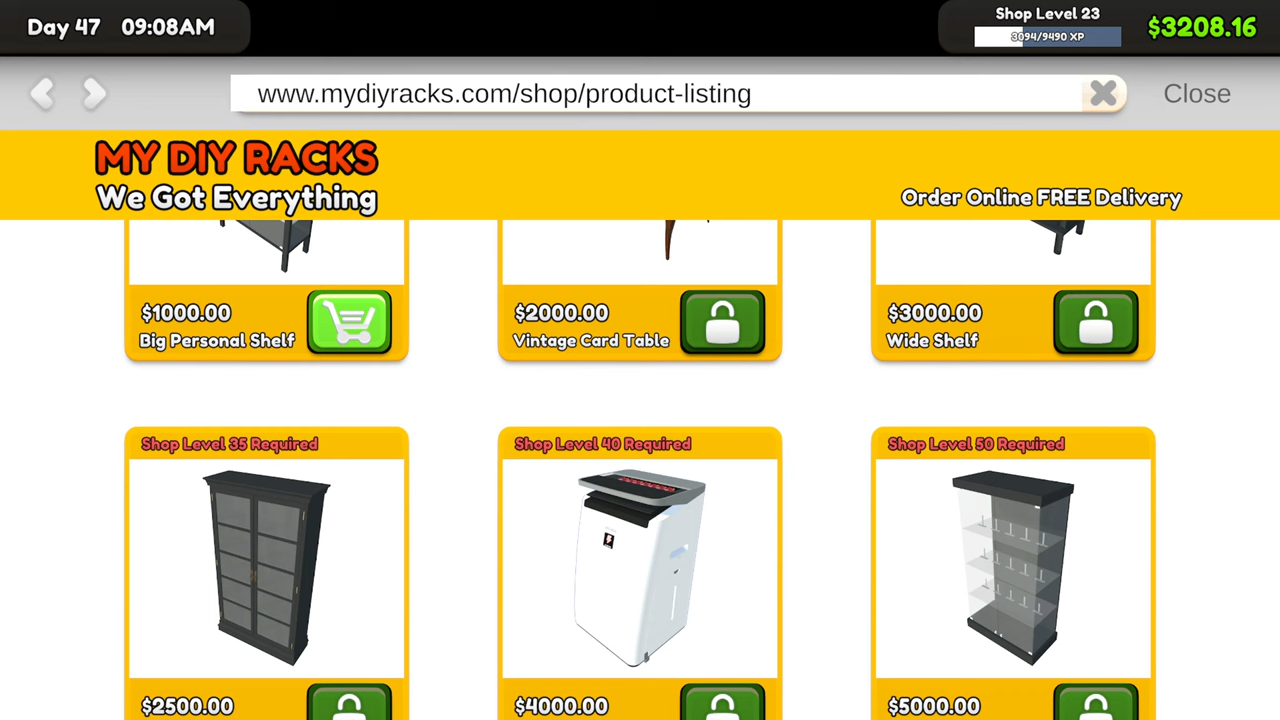 Day 47 09:08AM
Shop Level 23
3094/9490 XP
$3208.16
www.mydiyracks.com/shop/product-listing
Close
MY DIY RACKS
We Got Everything
Order Online FREE Delivery
$1000.00
Big Personal Shelf
$2000.00
Vintage Card Table
$3000.00
Wide Shelf
Shop Level 35 Required
Shop Level 40 Required
Shop Level 50 Required
$2500.00
$4000.00
$5000.00